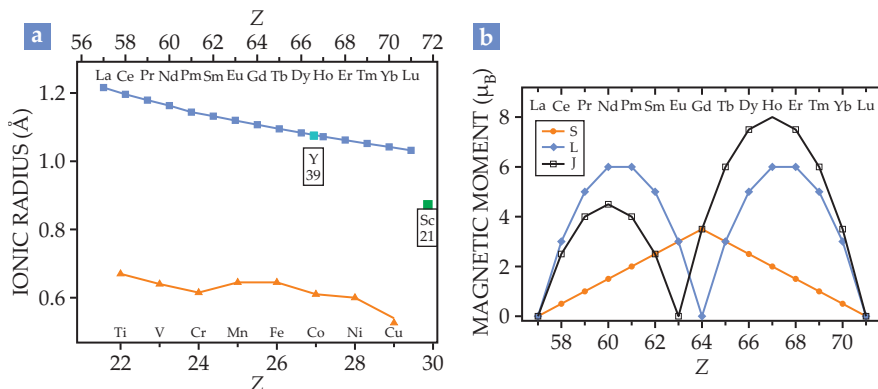 a
Z
56 58 60 62 64 66 68 70 72
La Ce Pr Nd Pm Sm Eu Gd Tb Dy Ho Er Tm Yb Lu
IONIC RADIUS (Å)
1.2
1.0
0.8
0.6
Y
39
Sc
21
Ti V Cr Mn Fe Co Ni Cu
22 24 26 28 30
Z
b
MAGNETIC MOMENT (μB)
La Ce Pr Nd Pm Sm Eu Gd Tb Dy Ho Er Tm Yb Lu
8
6
4
2
0
S
L
J
58 60 62 64 66 68 70
Z